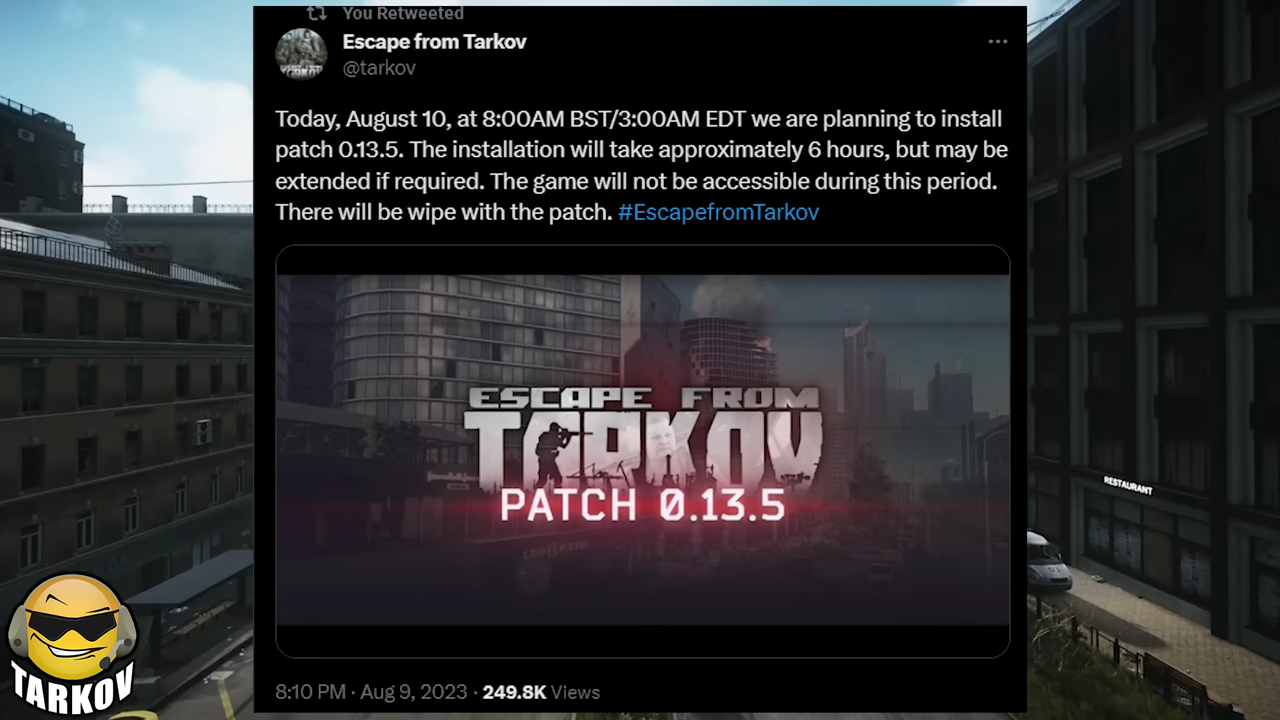 You Retweeted
Escape from Tarkov
@tarkov
Today, August 10, at 8:00AM BST/3:00AM EDT we are planning to install
patch 0.13.5. The installation will take approximately 6 hours, but may be
extended if required. The game will not be accessible during this period.
There will be wipe with the patch. #EscapefromTarkov
ESCAPE FROM
TARKOV
PATCH 0.13.5
8:10 PM · Aug 9, 2023 · 249.8K Views
RESTAURANT
TARKOV